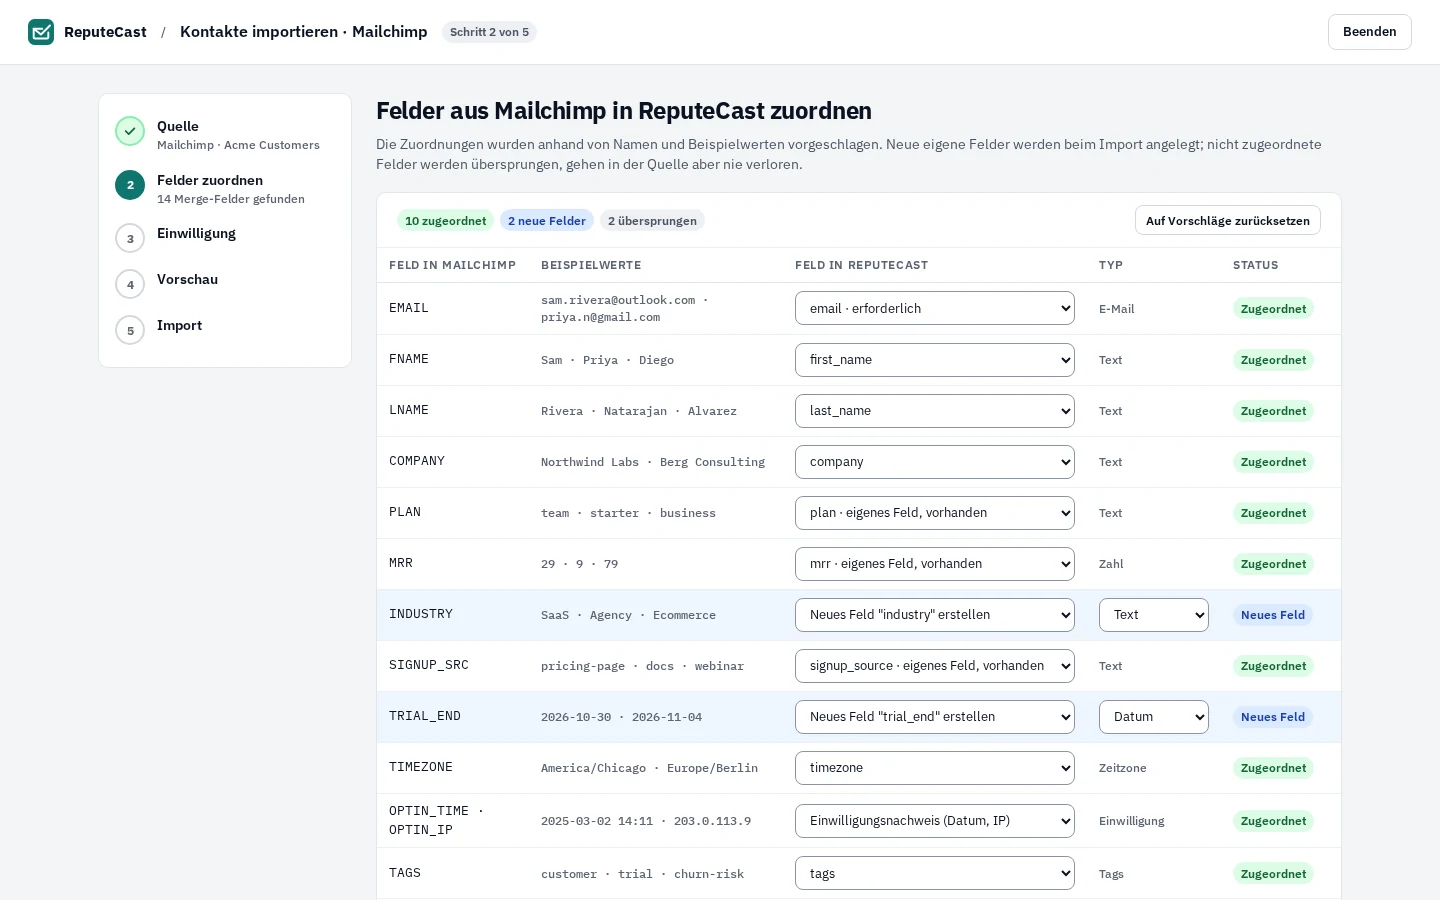 ReputeCast / Kontakte importieren · Mailchimp Schritt 2 von 5 Beenden
Quelle
Mailchimp · Acme Customers
2 Felder zuordnen
14 Merge-Felder gefunden
3 Einwilligung
4 Vorschau
5 Import
Felder aus Mailchimp in ReputeCast zuordnen
Die Zuordnungen wurden anhand von Namen und Beispielwerten vorgeschlagen. Neue eigene Felder werden beim Import angelegt; nicht zugeordnete
Felder werden übersprungen, gehen in der Quelle aber nie verloren.
10 zugeordnet 2 neue Felder 2 übersprungen Auf Vorschläge zurücksetzen
FELD IN MAILCHIMP BEISPIELWERTE FELD IN REPUTECAST TYP STATUS
EMAIL sam.rivera@outlook.com · priya.n@gmail.com email · erforderlich E-Mail Zugeordnet
FNAME Sam · Priya · Diego first_name Text Zugeordnet
LNAME Rivera · Natarajan · Alvarez last_name Text Zugeordnet
COMPANY Northwind Labs · Berg Consulting company Text Zugeordnet
PLAN team · starter · business plan · eigenes Feld, vorhanden Text Zugeordnet
MRR 29 · 9 · 79 mrr · eigenes Feld, vorhanden Zahl Zugeordnet
INDUSTRY SaaS · Agency · Ecommerce Neues Feld "industry" erstellen Text Neues Feld
SIGNUP_SRC pricing-page · docs · webinar signup_source · eigenes Feld, vorhanden Text Zugeordnet
TRIAL_END 2026-10-30 · 2026-11-04 Neues Feld "trial_end" erstellen Datum Neues Feld
TIMEZONE America/Chicago · Europe/Berlin timezone Zeitzone Zugeordnet
OPTIN_TIME · OPTIN_IP 2025-03-02 14:11 · 203.0.113.9 Einwilligungsnachweis (Datum, IP) Einwilligung Zugeordnet
TAGS customer · trial · churn-risk tags Tags Zugeordnet